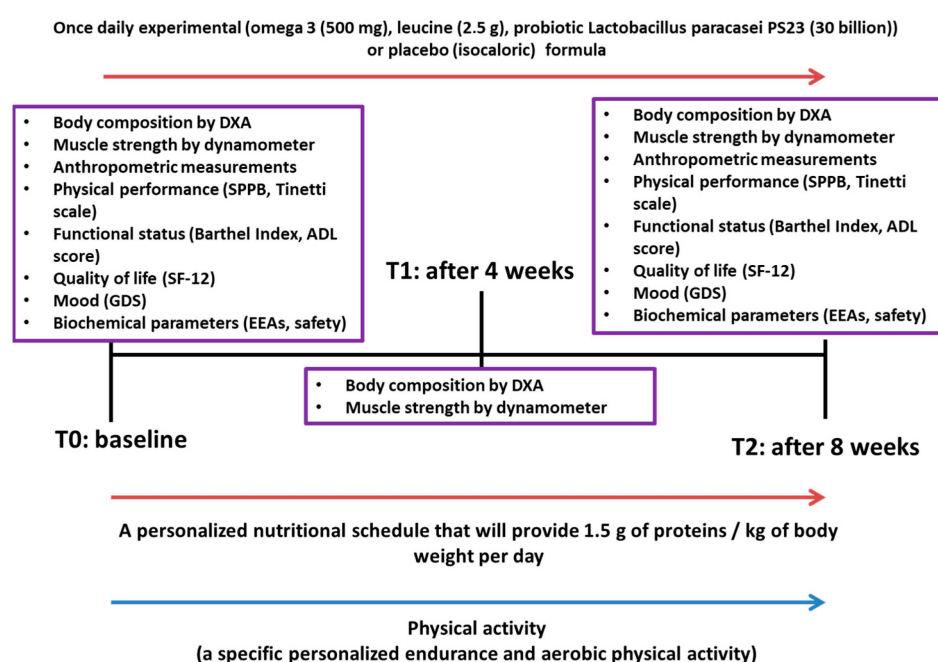 Once daily experimental (omega 3 (500 mg), leucine (2.5 g), probiotic Lactobacillus paracasei PS23 (30 billion))
or placebo (isocaloric) formula
• Body composition by DXA
• Muscle strength by dynamometer
• Anthropometric measurements
• Physical performance (SPPB, Tinetti
scale)
• Functional status (Barthel Index, ADL
score)
• Quality of life (SF-12)
• Mood (GDS)
• Biochemical parameters (EEAs, safety)
T1: after 4 weeks
• Body composition by DXA
• Muscle strength by dynamometer
• Anthropometric measurements
• Physical performance (SPPB, Tinetti
scale)
• Functional status (Barthel Index, ADL
score)
• Quality of life (SF-12)
• Mood (GDS)
• Biochemical parameters (EEAs, safety)
• Body composition by DXA
• Muscle strength by dynamometer
T0: baseline
T2: after 8 weeks
A personalized nutritional schedule that will provide 1.5 g of proteins / kg of body
weight per day
Physical activity
(a specific personalized endurance and aerobic physical activity)